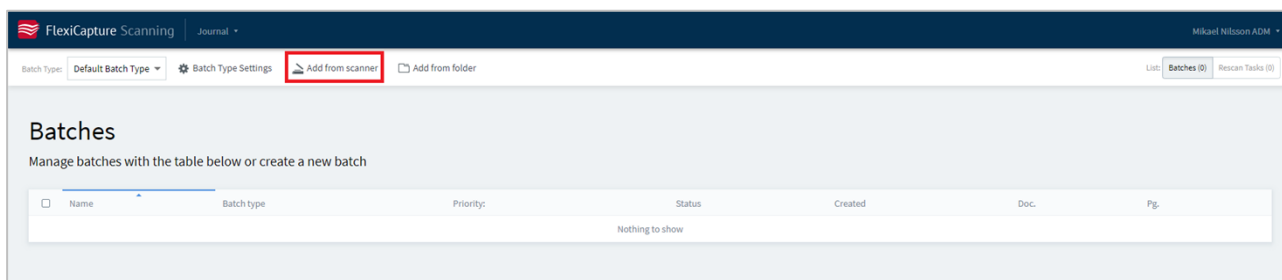 FlexiCapture Scanning Journal Mikael Nilsson ADM
Batch Type: Default Batch Type Batch Type Settings Add from scanner Add from folder List: Batches (0) Rescan Tasks (0)
Batches
Manage batches with the table below or create a new batch
Name Batch type Priority: Status Created Doc. Pg.
Nothing to show